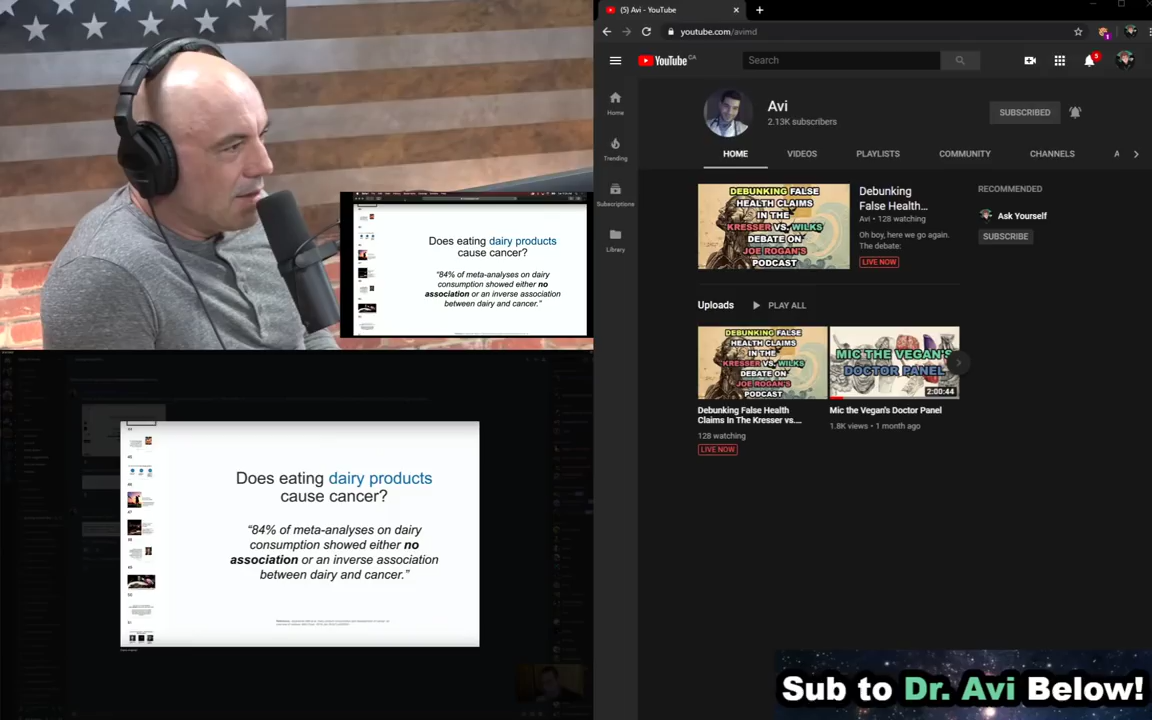 Does eating dairy products
cause cancer?
"84% of meta-analyses on dairy
consumption showed either no
association or an inverse association
between dairy and cancer."
Does eating dairy products
cause cancer?
"84% of meta-analyses on dairy
consumption showed either no
association or an inverse association
between dairy and cancer."
(5) Avi - YouTube
youtube.com/avimd
YouTube CA
Search
5
1
Home
Trending
Subscriptions
Library
Avi
2.13K subscribers
SUBSCRIBED
HOME VIDEOS PLAYLISTS COMMUNITY CHANNELS A
DEBUNKING FALSE
HEALTH CLAIMS
IN THE
KRESSER VS. WILKS
DEBATE ON
JOE ROGAN'S
PODCAST
Debunking
False Health...
Avi • 128 watching
Oh boy, here we go again.
The debate:
LIVE NOW
RECOMMENDED
Ask Yourself
SUBSCRIBE
Uploads PLAY ALL
DEBUNKING FALSE
HEALTH CLAIMS
IN THE
KRESSER VS. WILKS
DEBATE ON
JOE ROGAN'S
PODCAST
Debunking False Health
Claims In The Kresser vs....
128 watching
LIVE NOW
MIC THE VEGAN'S
DOCTOR PANEL
2:00:44
Mic the Vegan's Doctor Panel
1.8K views • 1 month ago
Sub to Dr. Avi Below!